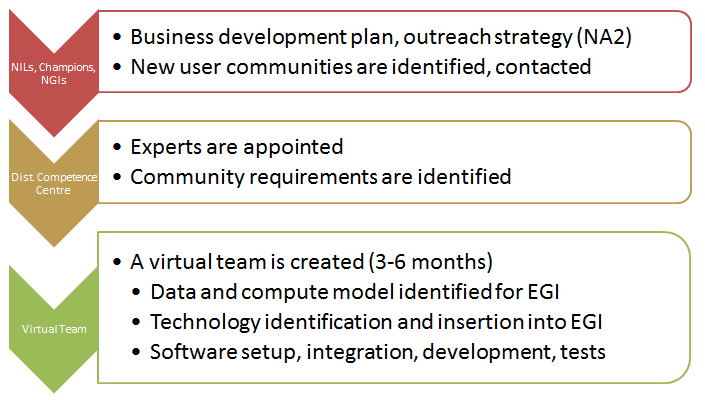 NILs, Champions,
NGIs
• Business development plan, outreach strategy (NA2)
• New user communities are identified, contacted
Dist. Competence
Centre
• Experts are appointed
• Community requirements are identified
Virtual Team
• A virtual team is created (3-6 months)
• Data and compute model identified for EGI
• Technology identification and insertion into EGI
• Software setup, integration, development, tests